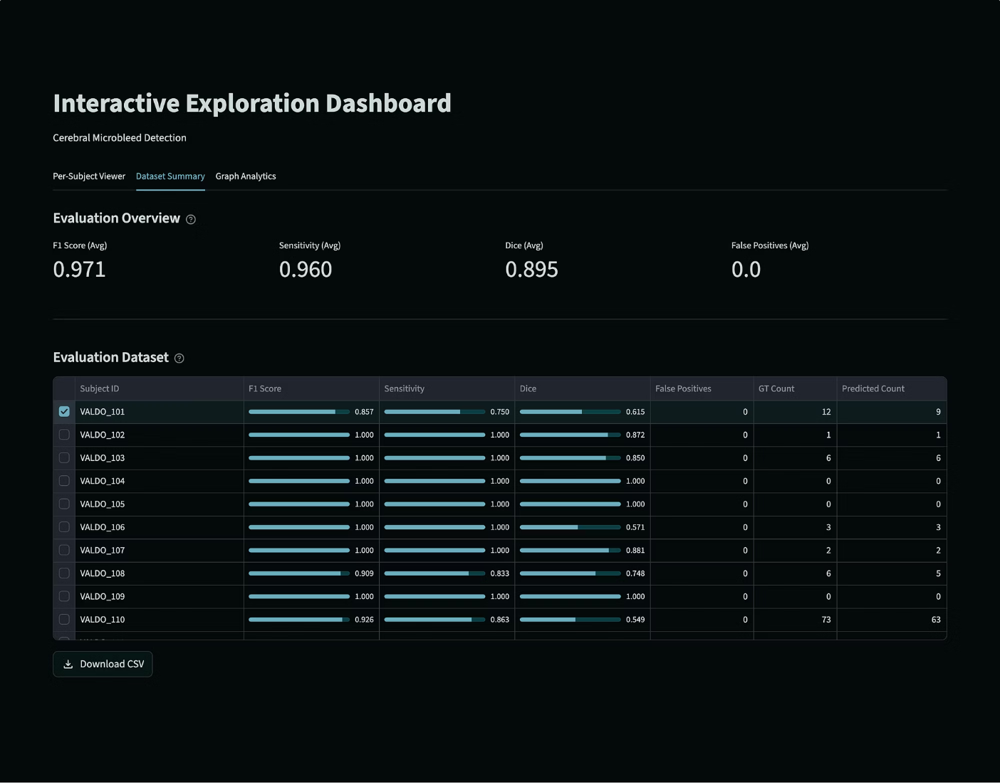 Interactive Exploration Dashboard
Cerebral Microbleed Detection
Per-Subject Viewer Dataset Summary Graph Analytics
Evaluation Overview
F1 Score (Avg) Sensitivity (Avg) Dice (Avg) False Positives (Avg)
0.971 0.960 0.895 0.0
Evaluation Dataset
Subject ID F1 Score Sensitivity Dice False Positives GT Count Predicted Count
VALDO_101 0.857 0.750 0.615 0 12 9
VALDO_102 1.000 1.000 0.872 0 1 1
VALDO_103 1.000 1.000 0.850 0 6 6
VALDO_104 1.000 1.000 1.000 0 0 0
VALDO_105 1.000 1.000 1.000 0 0 0
VALDO_106 1.000 1.000 0.571 0 3 3
VALDO_107 1.000 1.000 0.881 0 2 2
VALDO_108 0.909 0.833 0.748 0 6 5
VALDO_109 1.000 1.000 1.000 0 0 0
VALDO_110 0.926 0.863 0.549 0 73 63
Download CSV